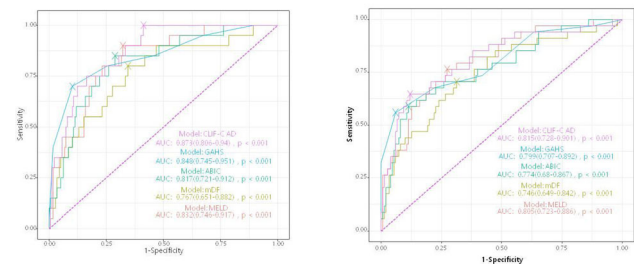 1.00
0.75
0.50
0.25
0.00
Sensitivity
Model: CLIF-C AD
AUC: 0.873(0.806-0.94) , p < 0.001
Model: GAHS
AUC: 0.848(0.745-0.951) , p < 0.001
Model: ABIC
AUC: 0.817(0.721-0.912) , p < 0.001
Model: mDF
AUC: 0.767(0.651-0.882) , p < 0.001
Model: MELD
AUC: 0.832(0.746-0.917) , p < 0.001
0.00 0.25 0.50 0.75 1.00
1-Specificity
1.00
0.75
0.50
0.25
0.00
Sensitivity
Model: CLIF-C AD
AUC: 0.815(0.728-0.901) , p < 0.001
Model: GAHS
AUC: 0.799(0.707-0.892) , p < 0.001
Model: ABIC
AUC: 0.774(0.68-0.867) , p < 0.001
Model: mDF
AUC: 0.746(0.649-0.842) , p < 0.001
Model: MELD
AUC: 0.805(0.723-0.886) , p < 0.001
0.00 0.25 0.50 0.75 1.00
1-Specificity